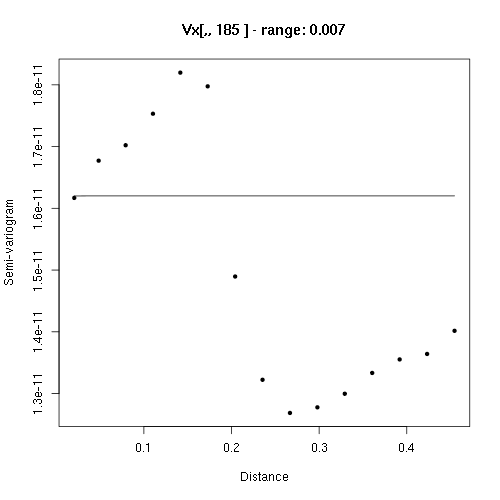 Vx[,, 185 ] - range: 0.007
Semi-variogram
1.8e-11
1.7e-11
1.6e-11
1.5e-11
1.4e-11
1.3e-11
0.1 0.2 0.3 0.4
Distance